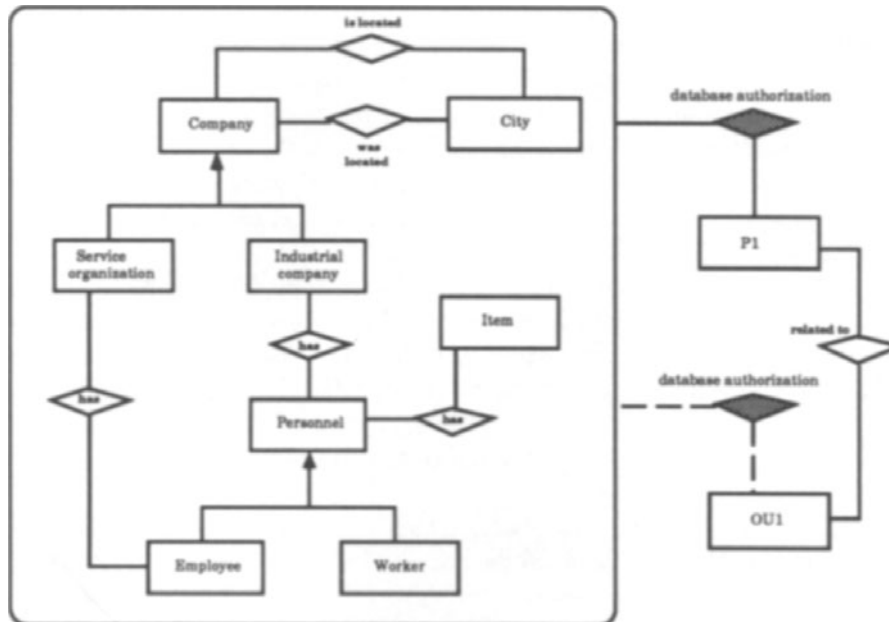 is located
Company
City
was
located
database authorization
Service
organization
Industrial
company
P1
Item
has
related to
has
Personnel
has
database authorization
Employee
Worker
OU1